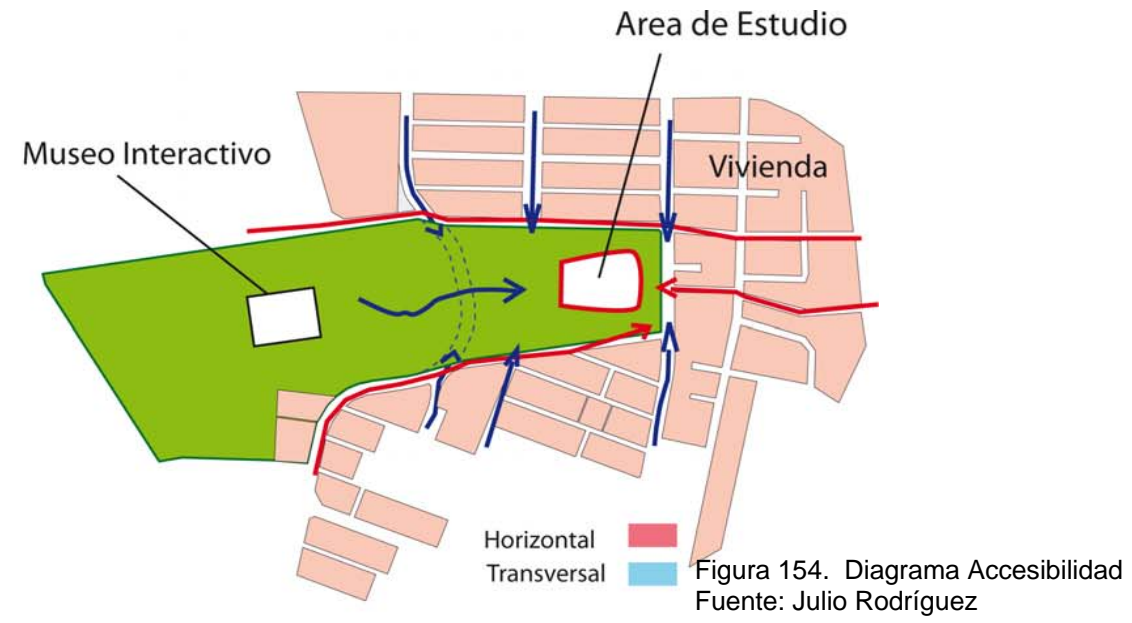 Area de Estudio
Museo Interactivo
Vivienda
Horizontal
Transversal
Figura 154.  Diagrama Accesibilidad
Fuente: Julio Rodríguez